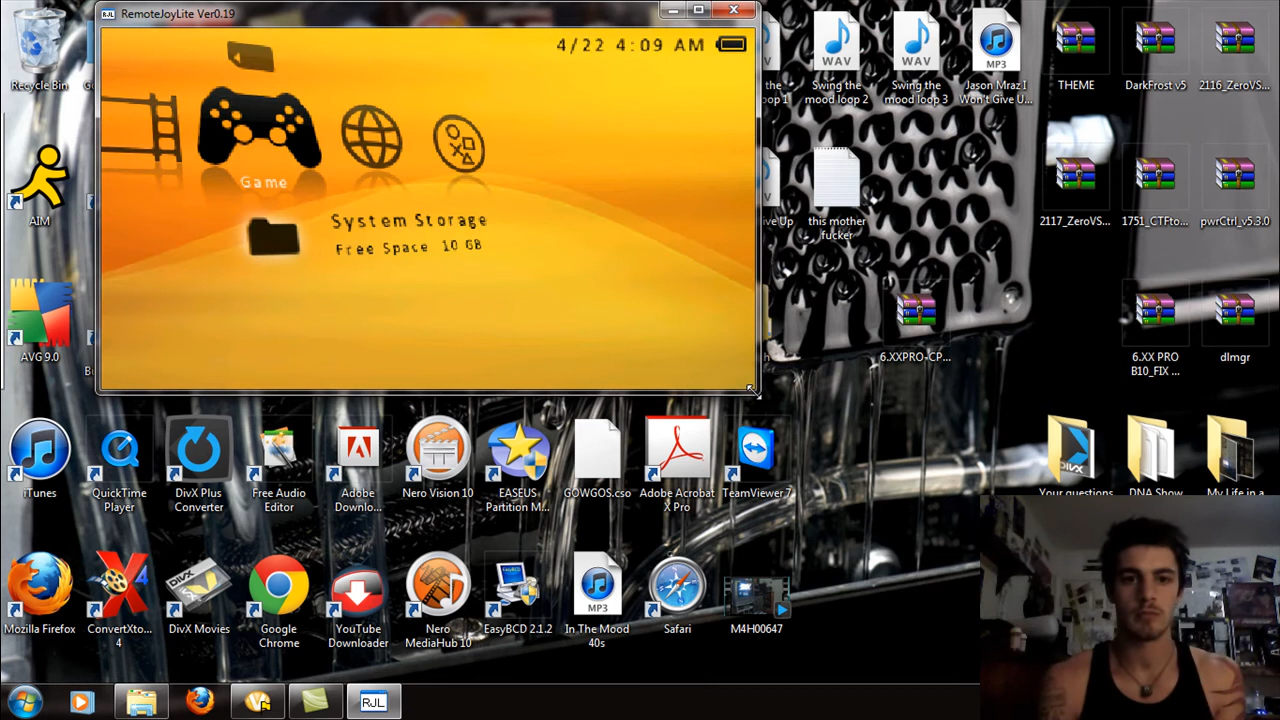 RemoteJoyLite Ver0.19
4/22 4:09 AM
Game
System Storage
Free Space 10 GB
Recycle Bin
AIM
AVG 9.0
WAV
Swing the
mood loop 2
WAV
Swing the
mood loop 3
MP3
Jason Mraz I
Won't Give U...
THEME
DarkFrost v5
2116_ZeroVS...
this mother
fucker
2117_ZeroVS...
1751_CTFto...
pwrCtrl_v5.3.0
6.XXPRO-CP...
6.XX PRO
B10_FIX ...
dlmgr
iTunes
QuickTime
Player
DivX Plus
Converter
Free Audio
Editor
Adobe
Downlo...
Nero Vision 10
EASEUS
Partition M...
GOWGOS.cso
Adobe Acrobat
X Pro
TeamViewer 7
DIVX
Your questions
DNA Show
My Life in a
Mozilla Firefox
ConvertXto...
4
DivX Movies
Google
Chrome
YouTube
Downloader
Nero
MediaHub 10
EasyBCD 2.1.2
MP3
In The Mood
40s
Safari
M4H00647
RJL